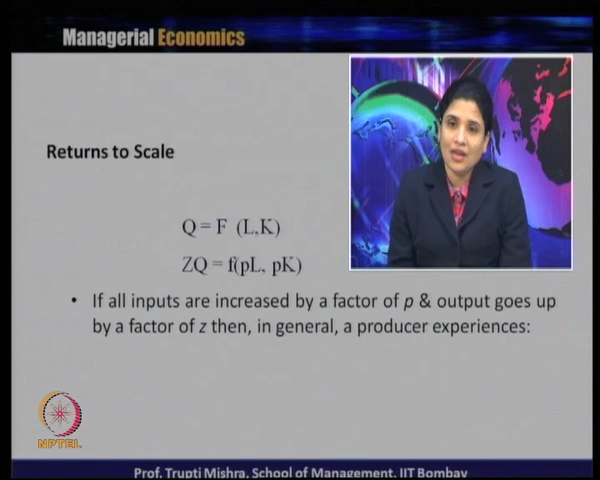 Managerial Economics
Returns to Scale
Q = F (L,K)
ZQ = f(pL, pK)
• If all inputs are increased by a factor of p & output goes up
by a factor of z then, in general, a producer experiences:
NPTEL
Prof. Trupti Mishra, School of Management, IIT Bombay